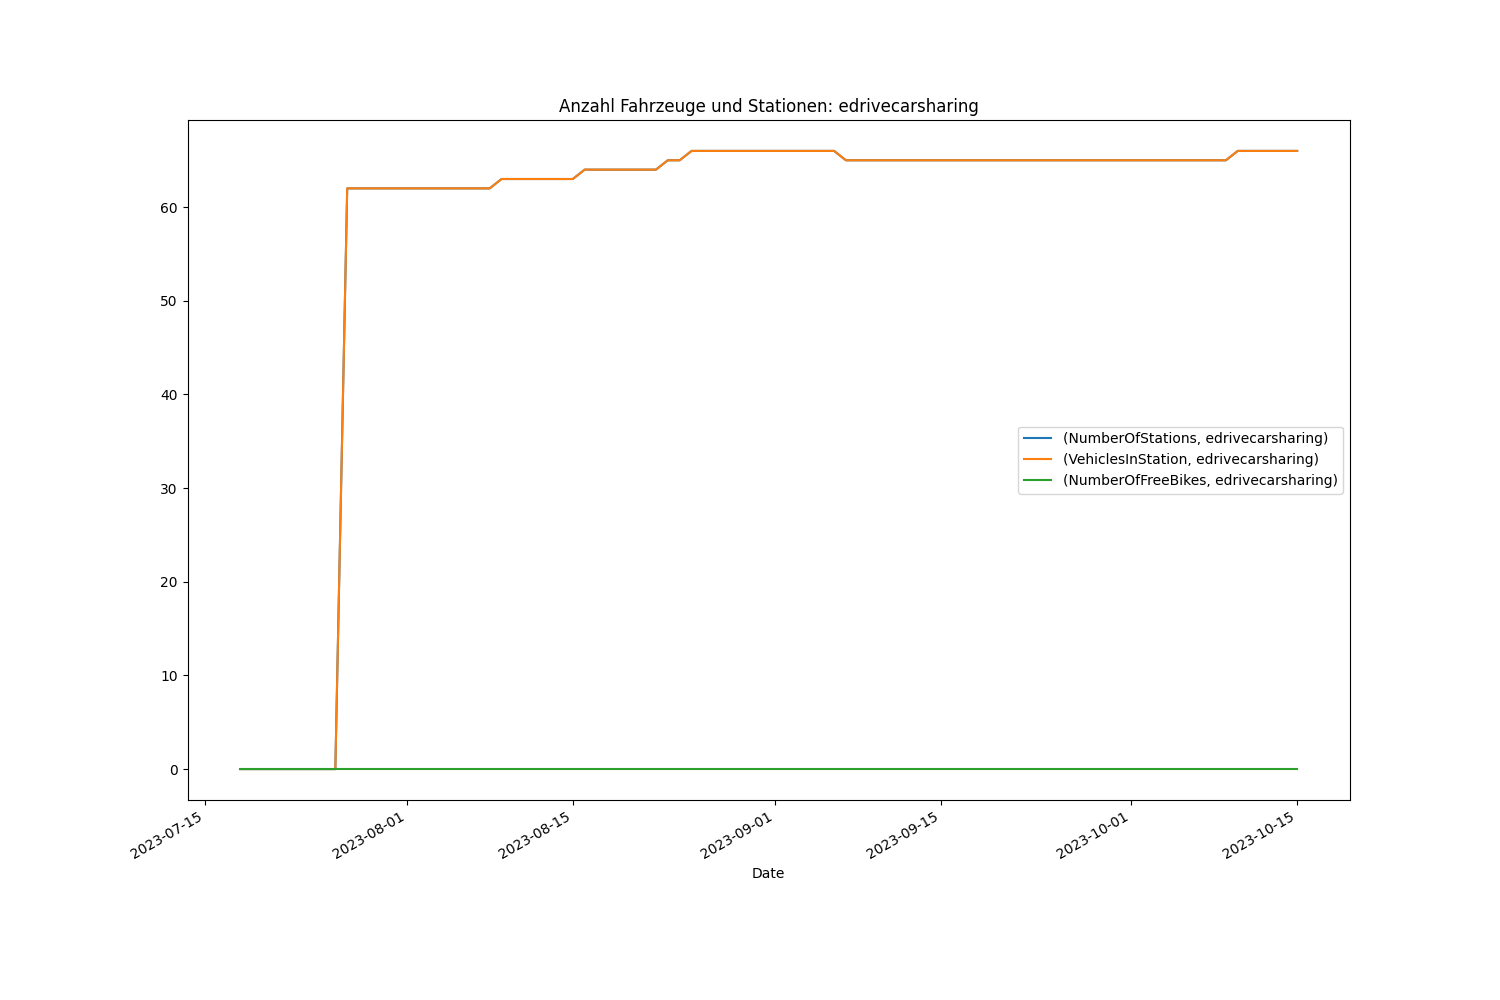 Anzahl Fahrzeuge und Stationen: edrivecarsharing
60
50
40
30
20
10
0
(NumberOfStations, edrivecarsharing)
(VehiclesInStation, edrivecarsharing)
(NumberOfFreeBikes, edrivecarsharing)
2023-07-15
2023-08-01
2023-08-15
2023-09-01
2023-09-15
2023-10-01
2023-10-15
Date